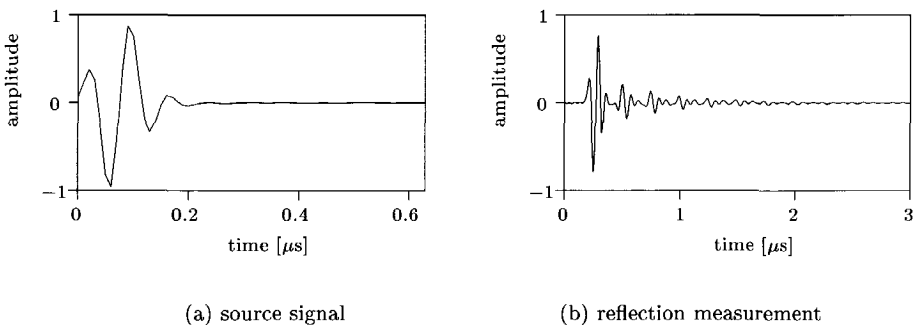 1
0
−1
amplitude
0
0.2
0.4
0.6
time [μs]
(a) source signal
1
0
−1
amplitude
0
1
2
3
time [μs]
(b) reflection measurement